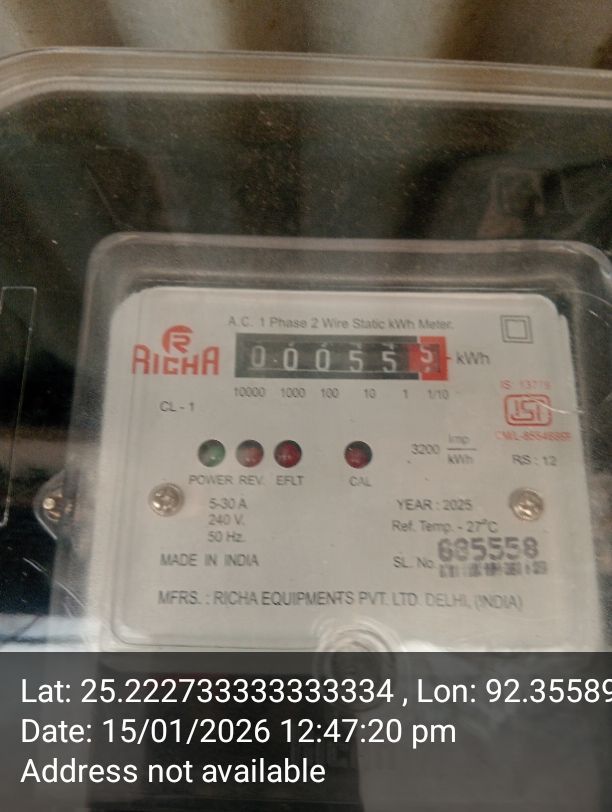 A.C. 1 Phase 2 Wire Static kWh Meter.
RICHA
0 0 0 5 5 5 kWh
10000 1000 100 10 1 1/10
CL - 1
IS: 13779
ISI
3200 Imp
kWh
RS : 12
POWER REV. EFLT CAL
5-30 A
240 V.
50 Hz.
YEAR : 2025
Ref. Temp. - 27°C
MADE IN INDIA
SL. No. 685558
MFRS. : RICHA EQUIPMENTS PVT. LTD. DELHI, (INDIA)
Lat: 25.222733333333334 , Lon: 92.35589
Date: 15/01/2026 12:47:20 pm
Address not available